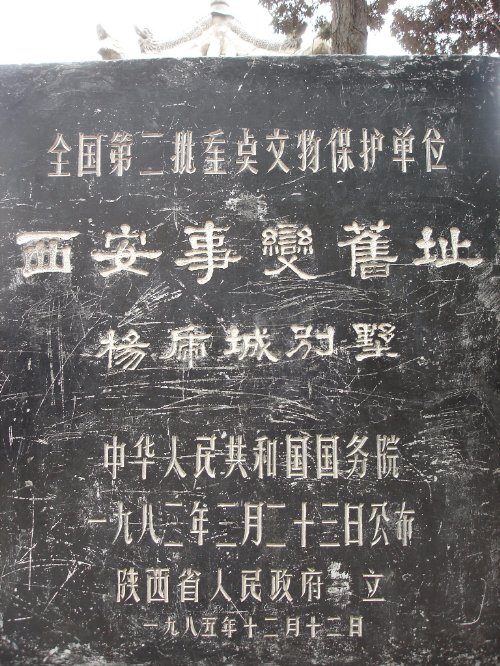 全国第二批重点文物保护单位
西安事變舊址
杨虎城别墅
中华人民共和国国务院
一九八二年二月二十三日公布
陕西省人民政府 立
一九八五年十二月十二日